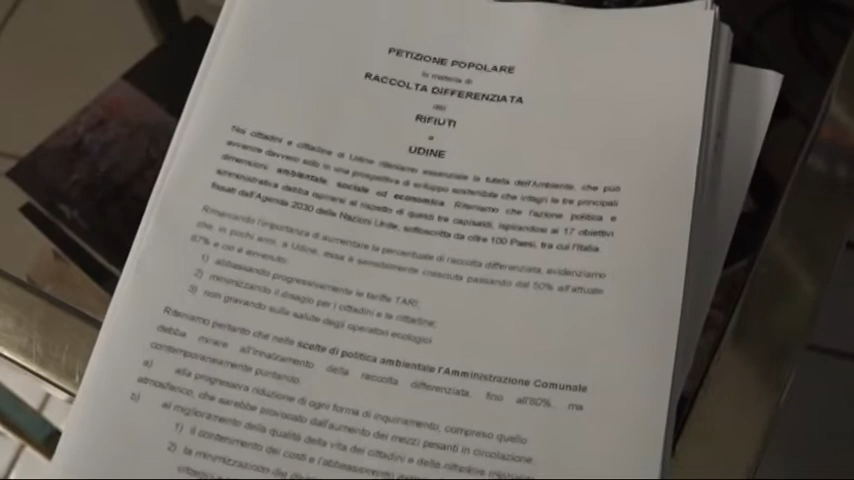 PETIZIONE POPOLARE
in materia di
RACCOLTA DIFFERENZIATA
dei
RIFIUTI
a
UDINE
Noi cittadini e cittadine di Udine riteniamo essenziale la tutela dell'Ambiente, che può
avvenire davvero solo in una prospettiva di sviluppo sostenibile che integri le tre principali
dimensioni ambientale, sociale ed economica. Riteniamo che l'azione politica e
amministrativa debba ispirarsi al rispetto di questi tre capisaldi, ispirandosi ai 17 obiettivi
fissati dall'Agenda 2030 delle Nazioni Unite, sottoscritta da oltre 100 Paesi, tra cui l'Italia.
Rimarcando l'importanza di aumentare la percentuale di raccolta differenziata, evidenziamo
che, in pochi anni, a Udine, essa è sensibilmente cresciuta passando dal 50% all'attuale
67% e ciò è avvenuto:
1) abbassando progressivamente le tariffe TARI;
2) minimizzando il disagio per i cittadini e le cittadine;
3) non gravando sulla salute degli operatori ecologici
Riteniamo pertanto che nelle scelte di politica ambientale l'Amministrazione Comunale
debba mirare all'innalzamento della raccolta differenziata, fino all'80%, ma
contemporaneamente puntando:
a) alla progressiva riduzione di ogni forma di inquinamento, compreso quello
atmosferico, che sarebbe provocato dall'aumento dei mezzi pesanti in circolazione.
b) al miglioramento della qualità della vita dei cittadini e delle cittadine
1) il contenimento dei costi e l'abbassamento
2) la minimizzazione dei